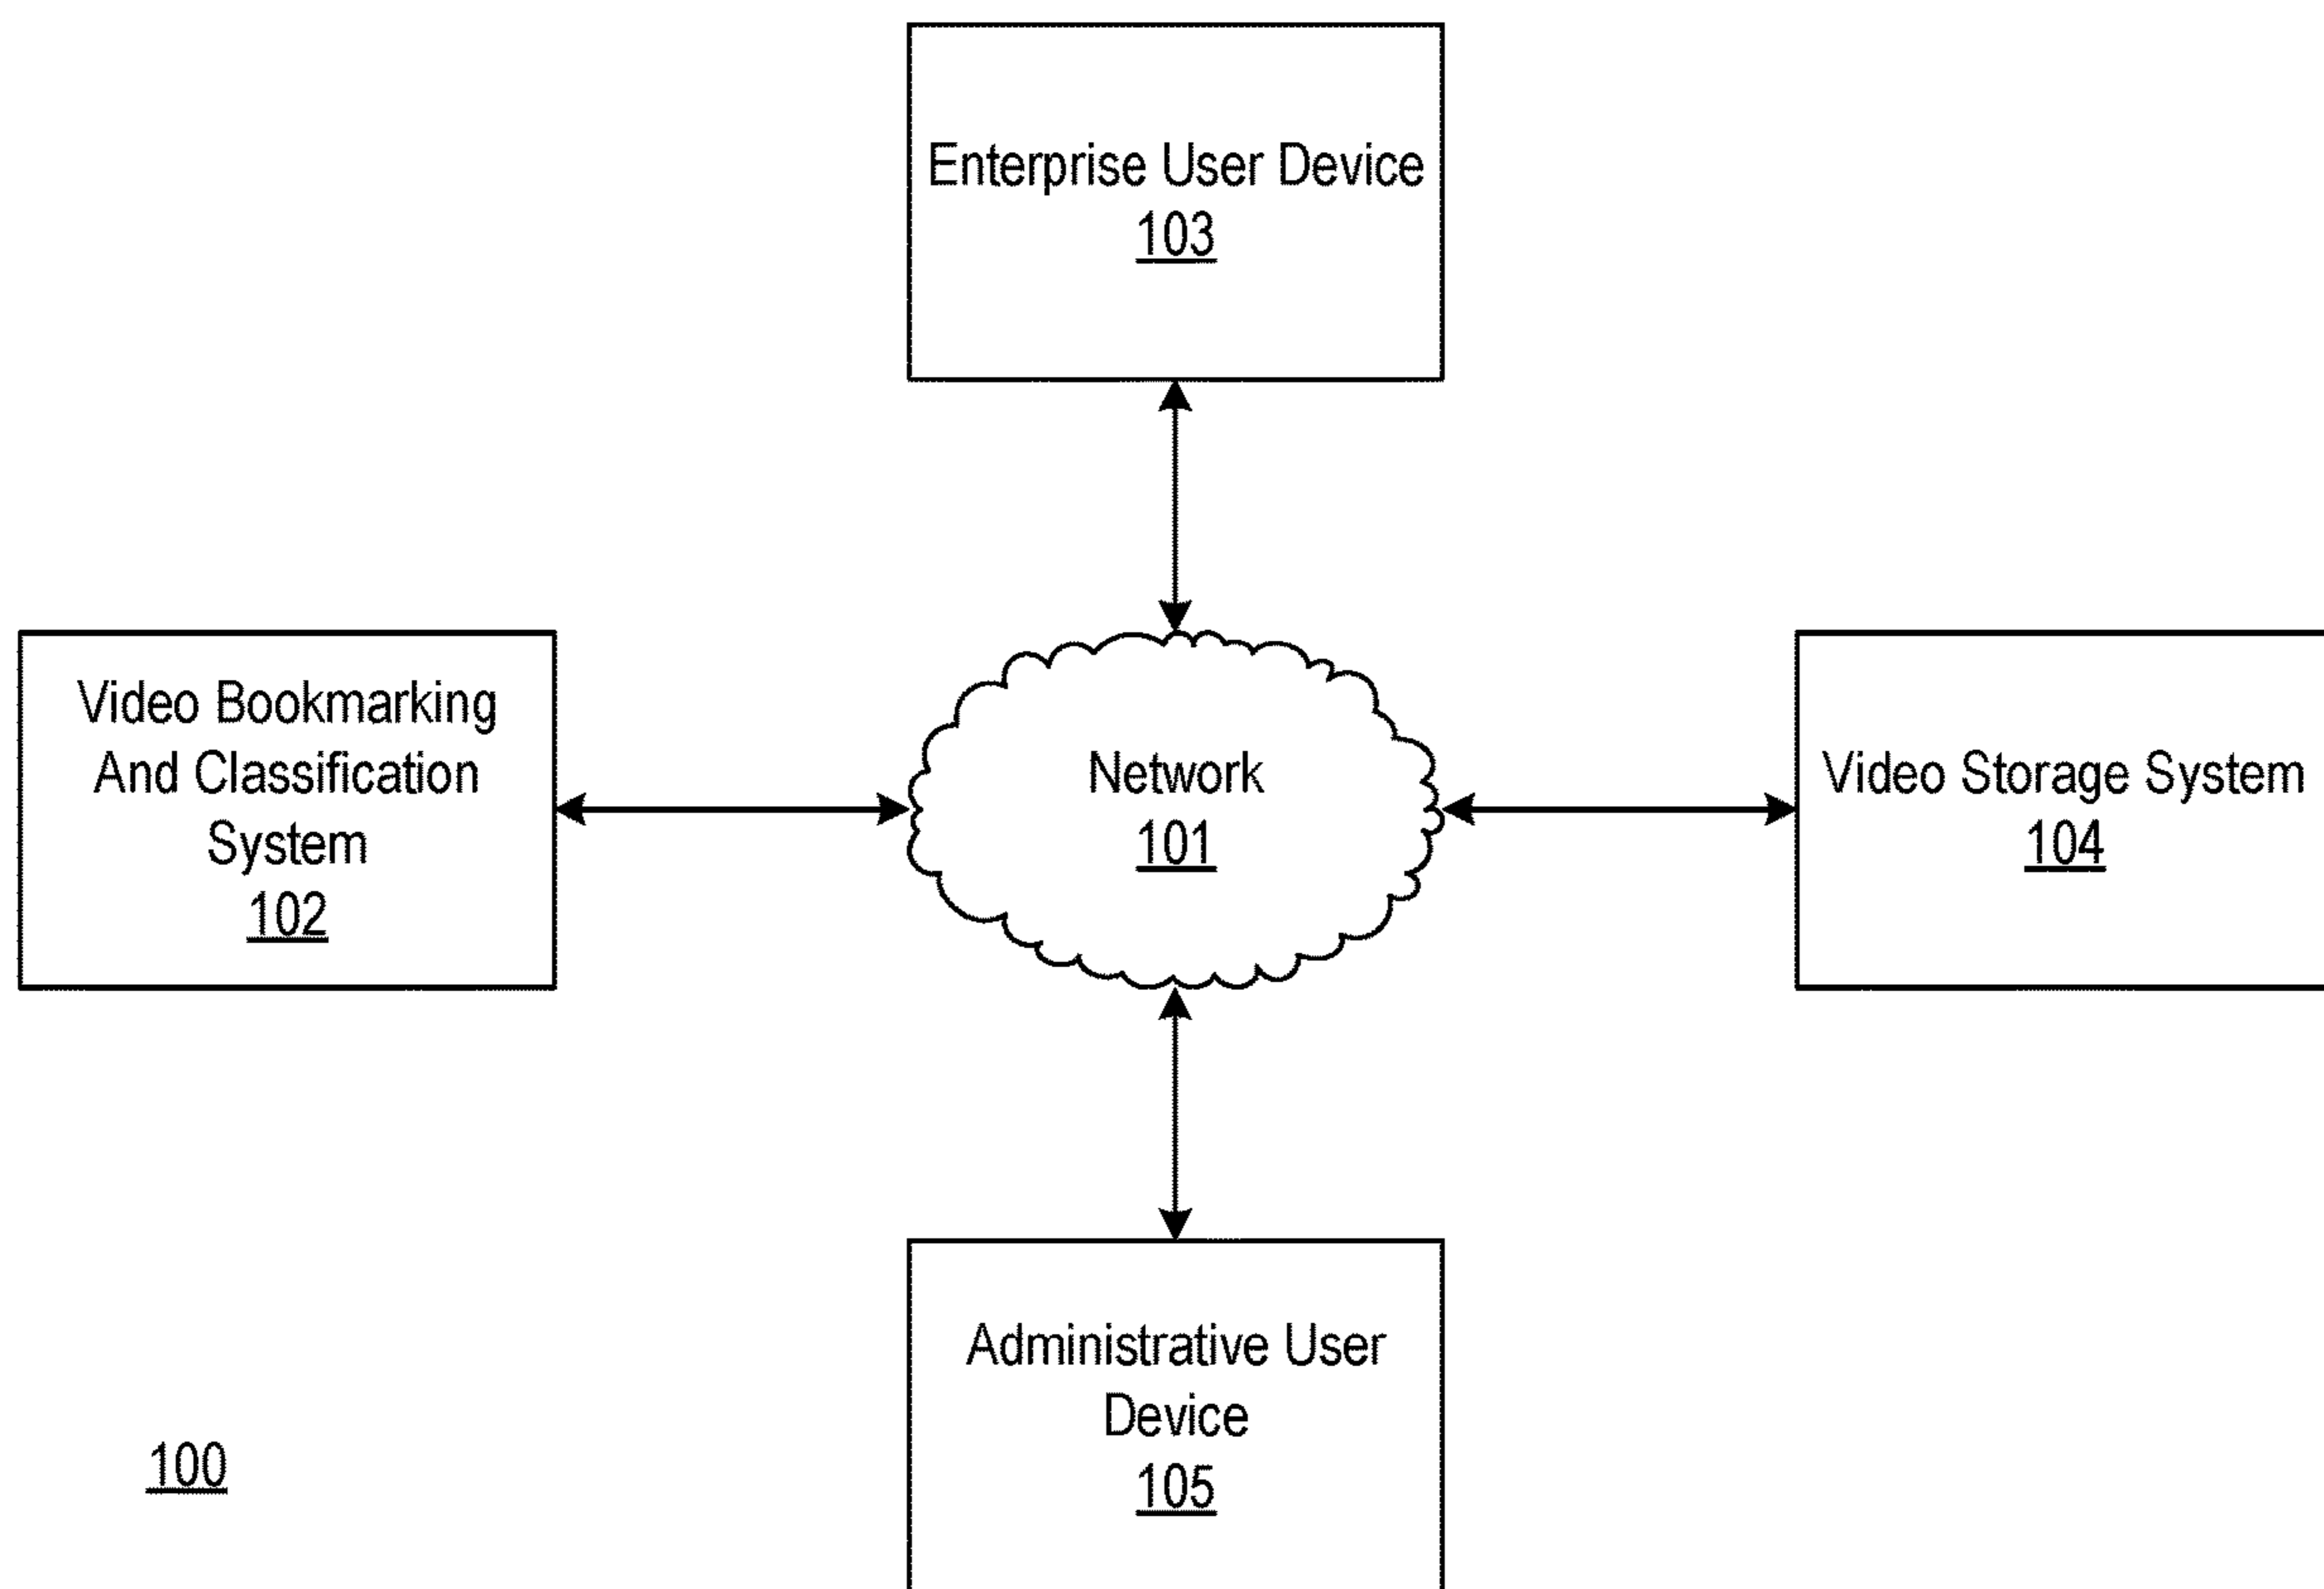 Enterprise User Device
103
Video Bookmarking
And Classification
System
102
Network
101
Video Storage System
104
Administrative User
Device
105
100